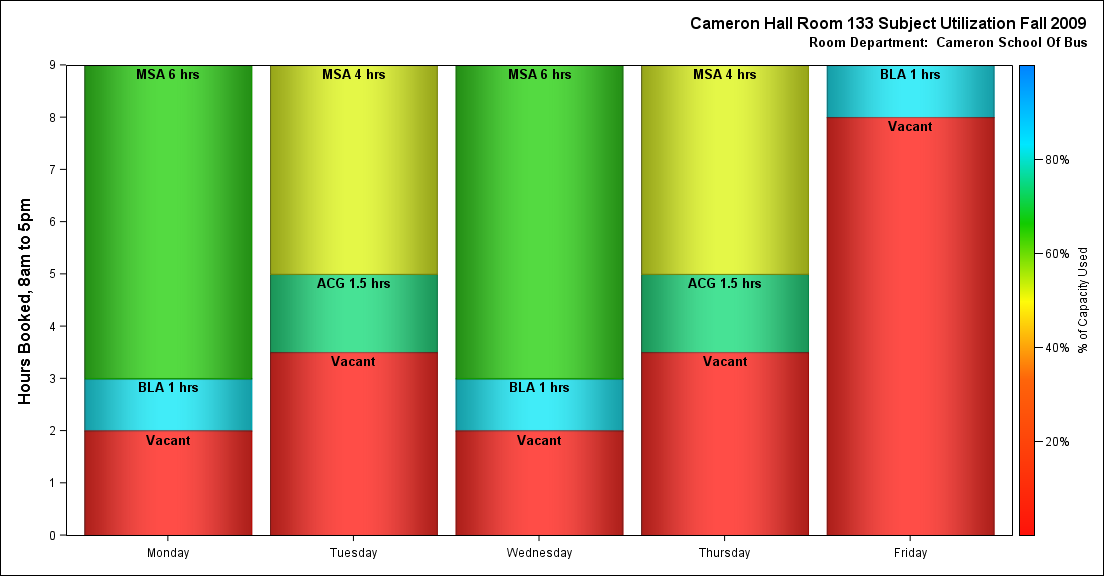 Cameron Hall Room 133 Subject Utilization Fall 2009
Room Department:  Cameron School Of Bus
Hours Booked, 8am to 5pm
9
8
7
6
5
4
3
2
1
0
MSA 6 hrs
BLA 1 hrs
Vacant
MSA 4 hrs
ACG 1.5 hrs
Vacant
MSA 6 hrs
BLA 1 hrs
Vacant
MSA 4 hrs
ACG 1.5 hrs
Vacant
BLA 1 hrs
Vacant
Monday
Tuesday
Wednesday
Thursday
Friday
80%
60%
40%
20%
% of Capacity Used